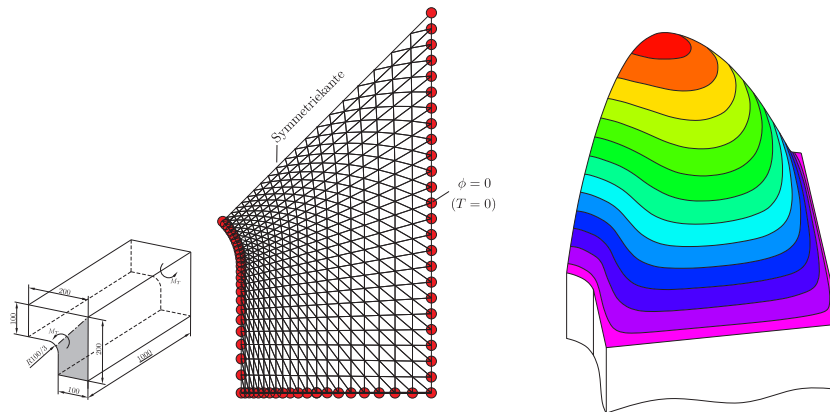 Symmetriekante
ϕ = 0
(T = 0)
200
100
M_T
M_T
R100/3
200
1000
100